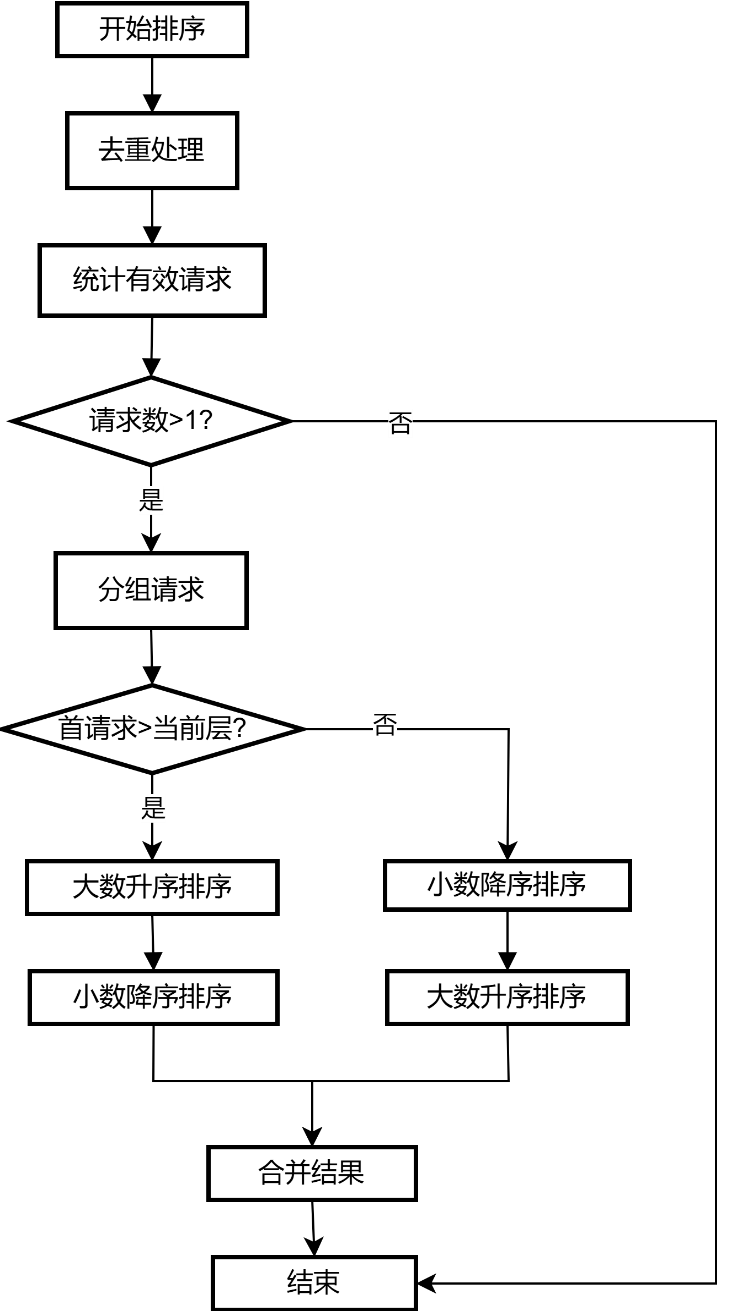 开始排序
去重处理
统计有效请求
请求数>1?
否
是
分组请求
首请求>当前层?
否
是
大数升序排序
小数降序排序
小数降序排序
大数升序排序
合并结果
结束